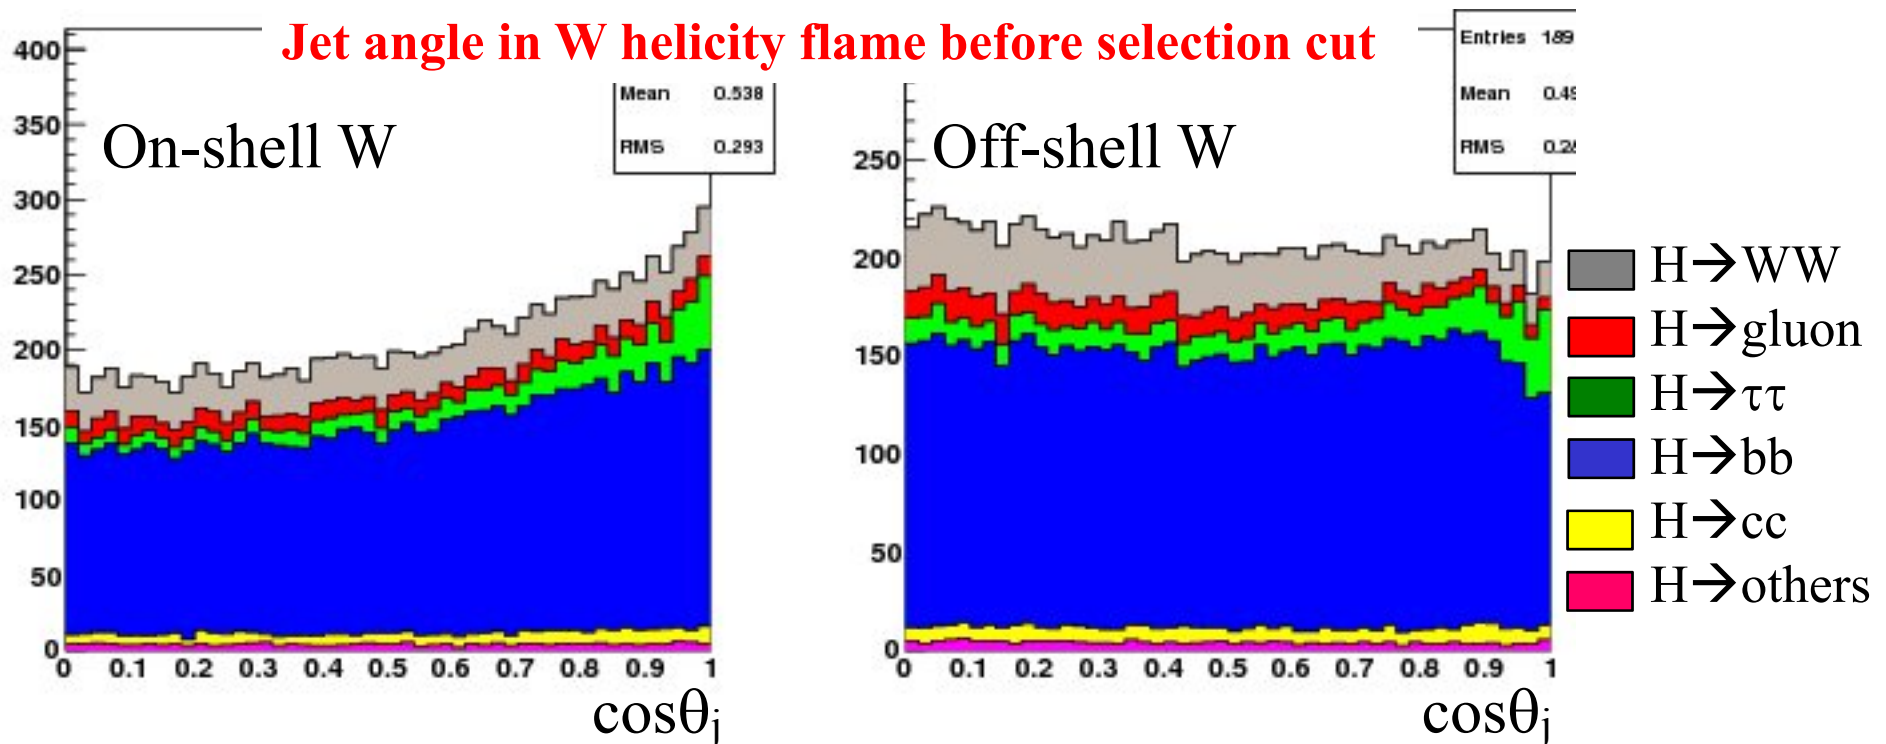 Jet angle in W helicity flame before selection cut
On-shell W
Mean 0.538
RMS 0.293
400
350
300
250
200
150
100
50
0
0 0.1 0.2 0.3 0.4 0.5 0.6 0.7 0.8 0.9 1
cosθj
Off-shell W
Entries 189
Mean 0.49
RMS
250
200
150
100
50
0
0 0.1 0.2 0.3 0.4 0.5 0.6 0.7 0.8 0.9 1
cosθj
H→WW
H→gluon
H→ττ
H→bb
H→cc
H→others